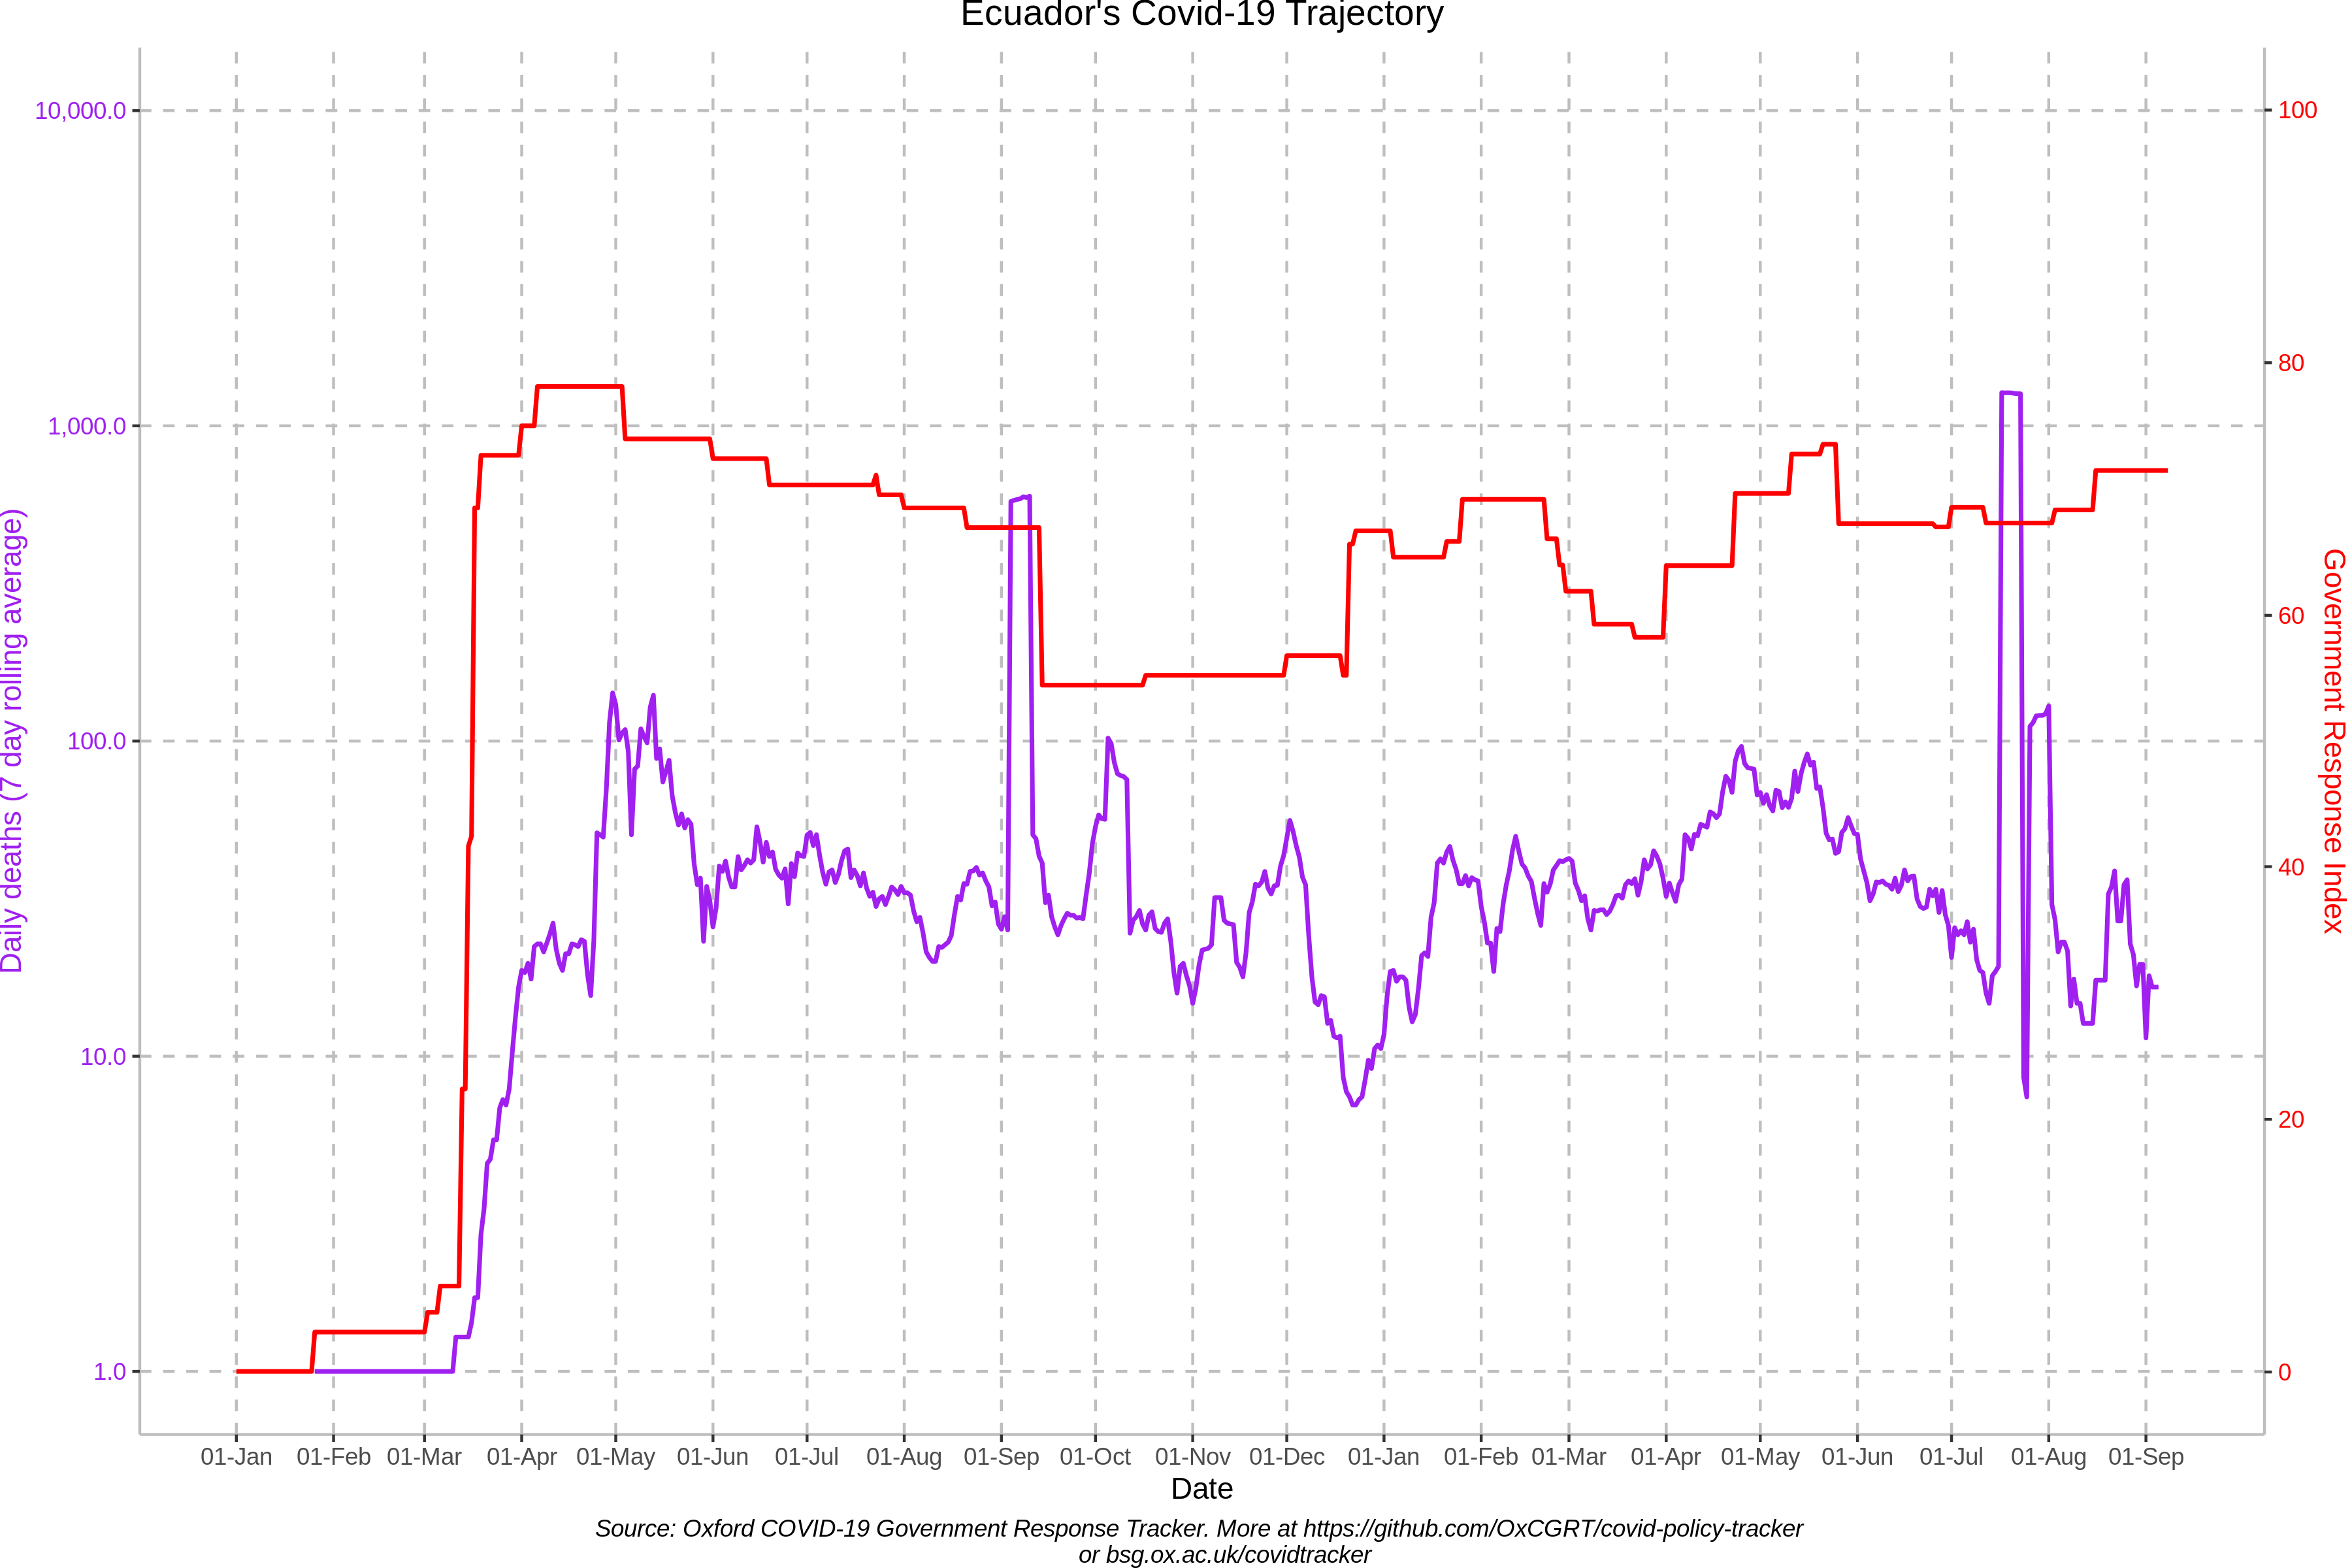 Ecuador's Covid-19 Trajectory
10,000.0
1,000.0
100.0
10.0
1.0
Daily deaths (7 day rolling average)
100
80
60
40
20
0
Government Response Index
01-Jan 01-Feb 01-Mar 01-Apr 01-May 01-Jun 01-Jul 01-Aug 01-Sep 01-Oct 01-Nov 01-Dec 01-Jan 01-Feb 01-Mar 01-Apr 01-May 01-Jun 01-Jul 01-Aug 01-Sep
Date
Source: Oxford COVID-19 Government Response Tracker. More at https://github.com/OxCGRT/covid-policy-tracker
or bsg.ox.ac.uk/covidtracker